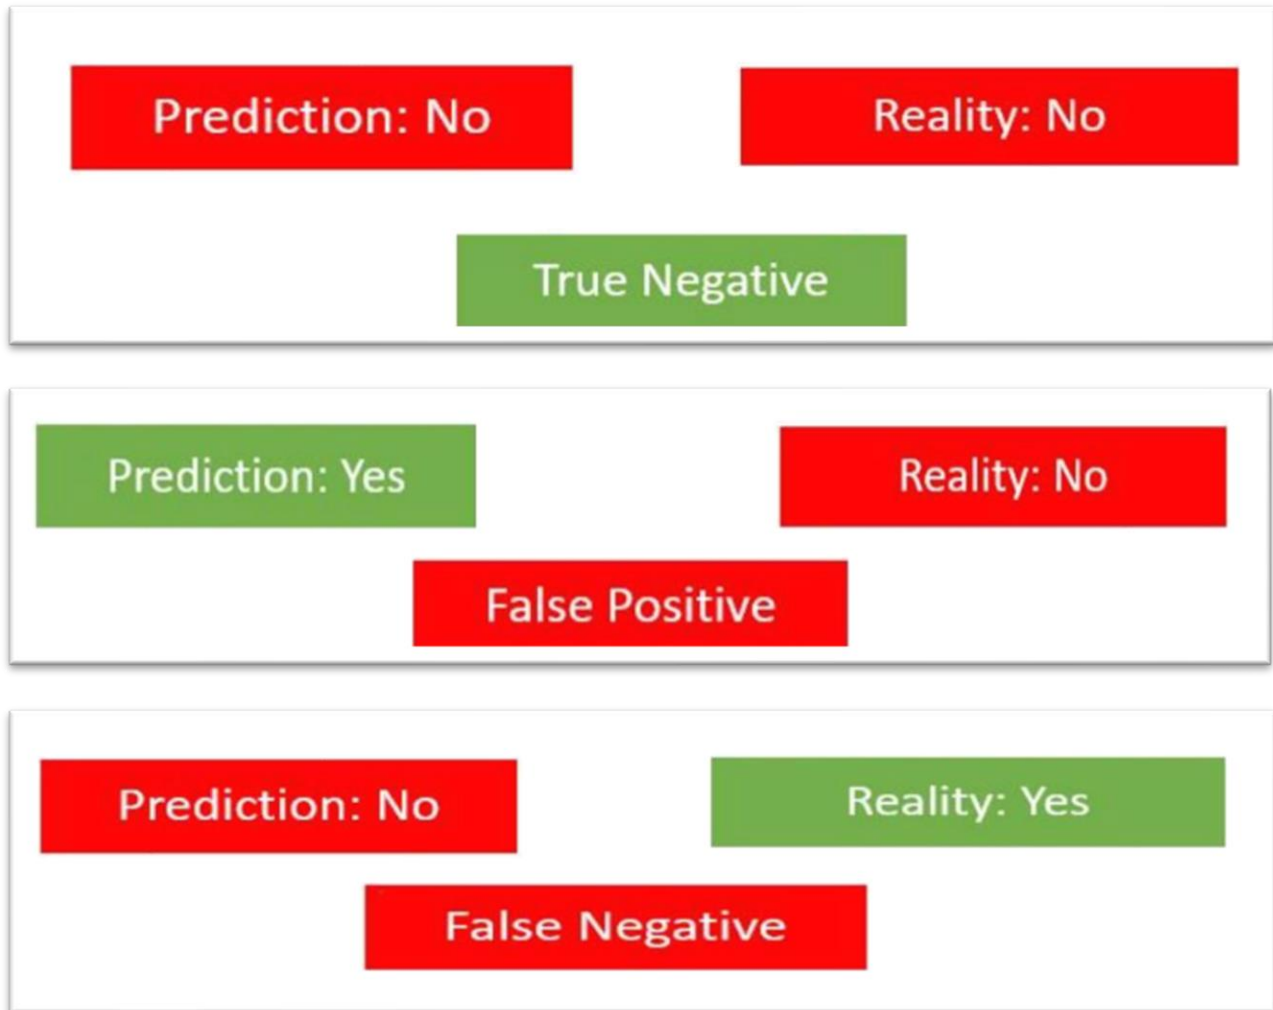 Prediction: No
Reality: No
True Negative
Prediction: Yes
Reality: No
False Positive
Prediction: No
Reality: Yes
False Negative